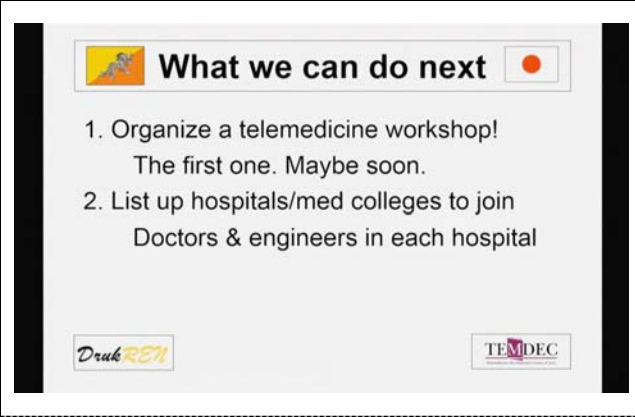 What we can do next
1. Organize a telemedicine workshop!
The first one. Maybe soon.
2. List up hospitals/med colleges to join
Doctors & engineers in each hospital
DrukREN
TEMDEC